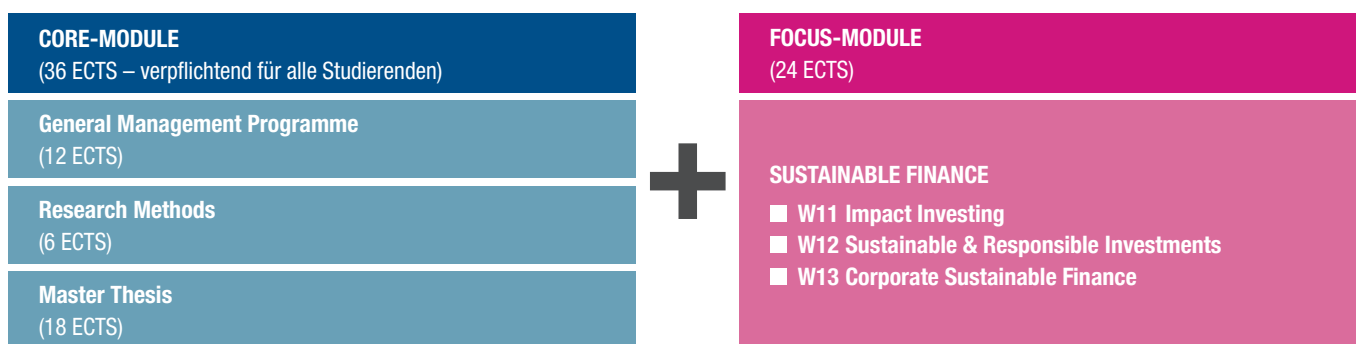 CORE-MODULE
(36 ECTS – verpflichtend für alle Studierenden)
General Management Programme
(12 ECTS)
Research Methods
(6 ECTS)
Master Thesis
(18 ECTS)
FOCUS-MODULE
(24 ECTS)
SUSTAINABLE FINANCE
W11 Impact Investing
W12 Sustainable & Responsible Investments
W13 Corporate Sustainable Finance